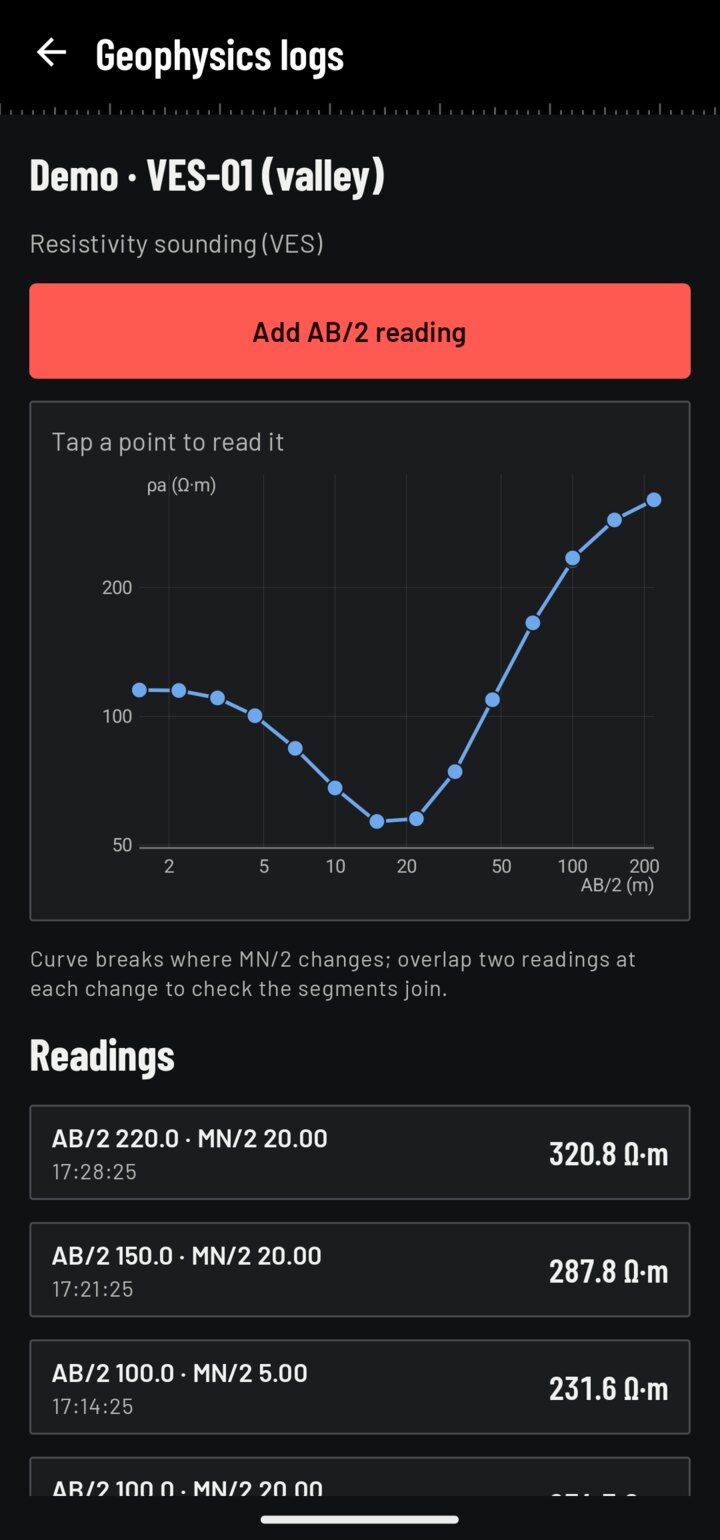 Geophysics logs
Demo · VES-01 (valley)
Resistivity sounding (VES)
Add AB/2 reading
Tap a point to read it
ρa (Ω·m)
200
100
50
2 5 10 20 50 100 200
AB/2 (m)
Curve breaks where MN/2 changes; overlap two readings at
each change to check the segments join.
Readings
AB/2 220.0 · MN/2 20.00
320.8 Ω·m
17:28:25
AB/2 150.0 · MN/2 20.00
287.8 Ω·m
17:21:25
AB/2 100.0 · MN/2 5.00
231.6 Ω·m
17:14:25
AB/2 100.0 · MN/2 20.00